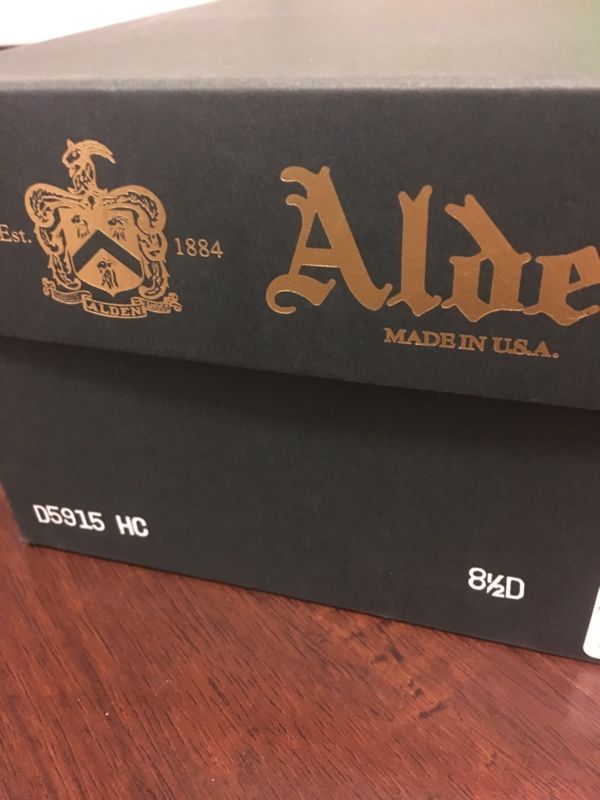 Est.
1884
ALDEN
Alde
MADE IN U.S.A.
D5915 HC
8½D